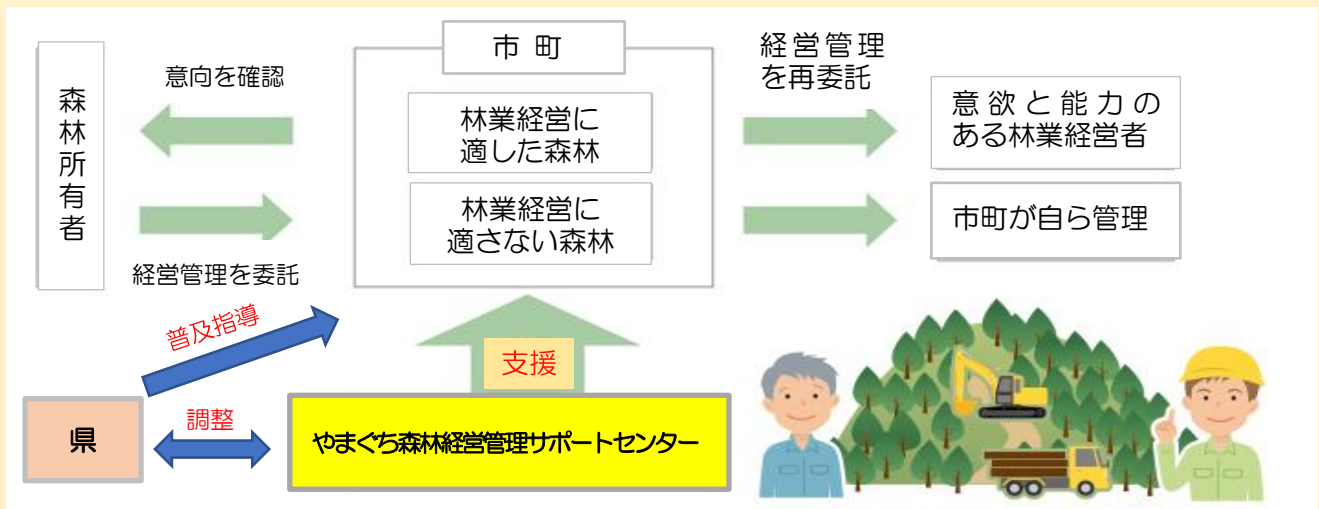 森林所有者
意向を確認
経営管理を委託
市町
林業経営に
適した森林
林業経営に
適さない森林
経営管理
を再委託
意欲と能力の
ある林業経営者
市町が自ら管理
普及指導
支援
県
調整
やまぐち森林経営管理サポートセンター